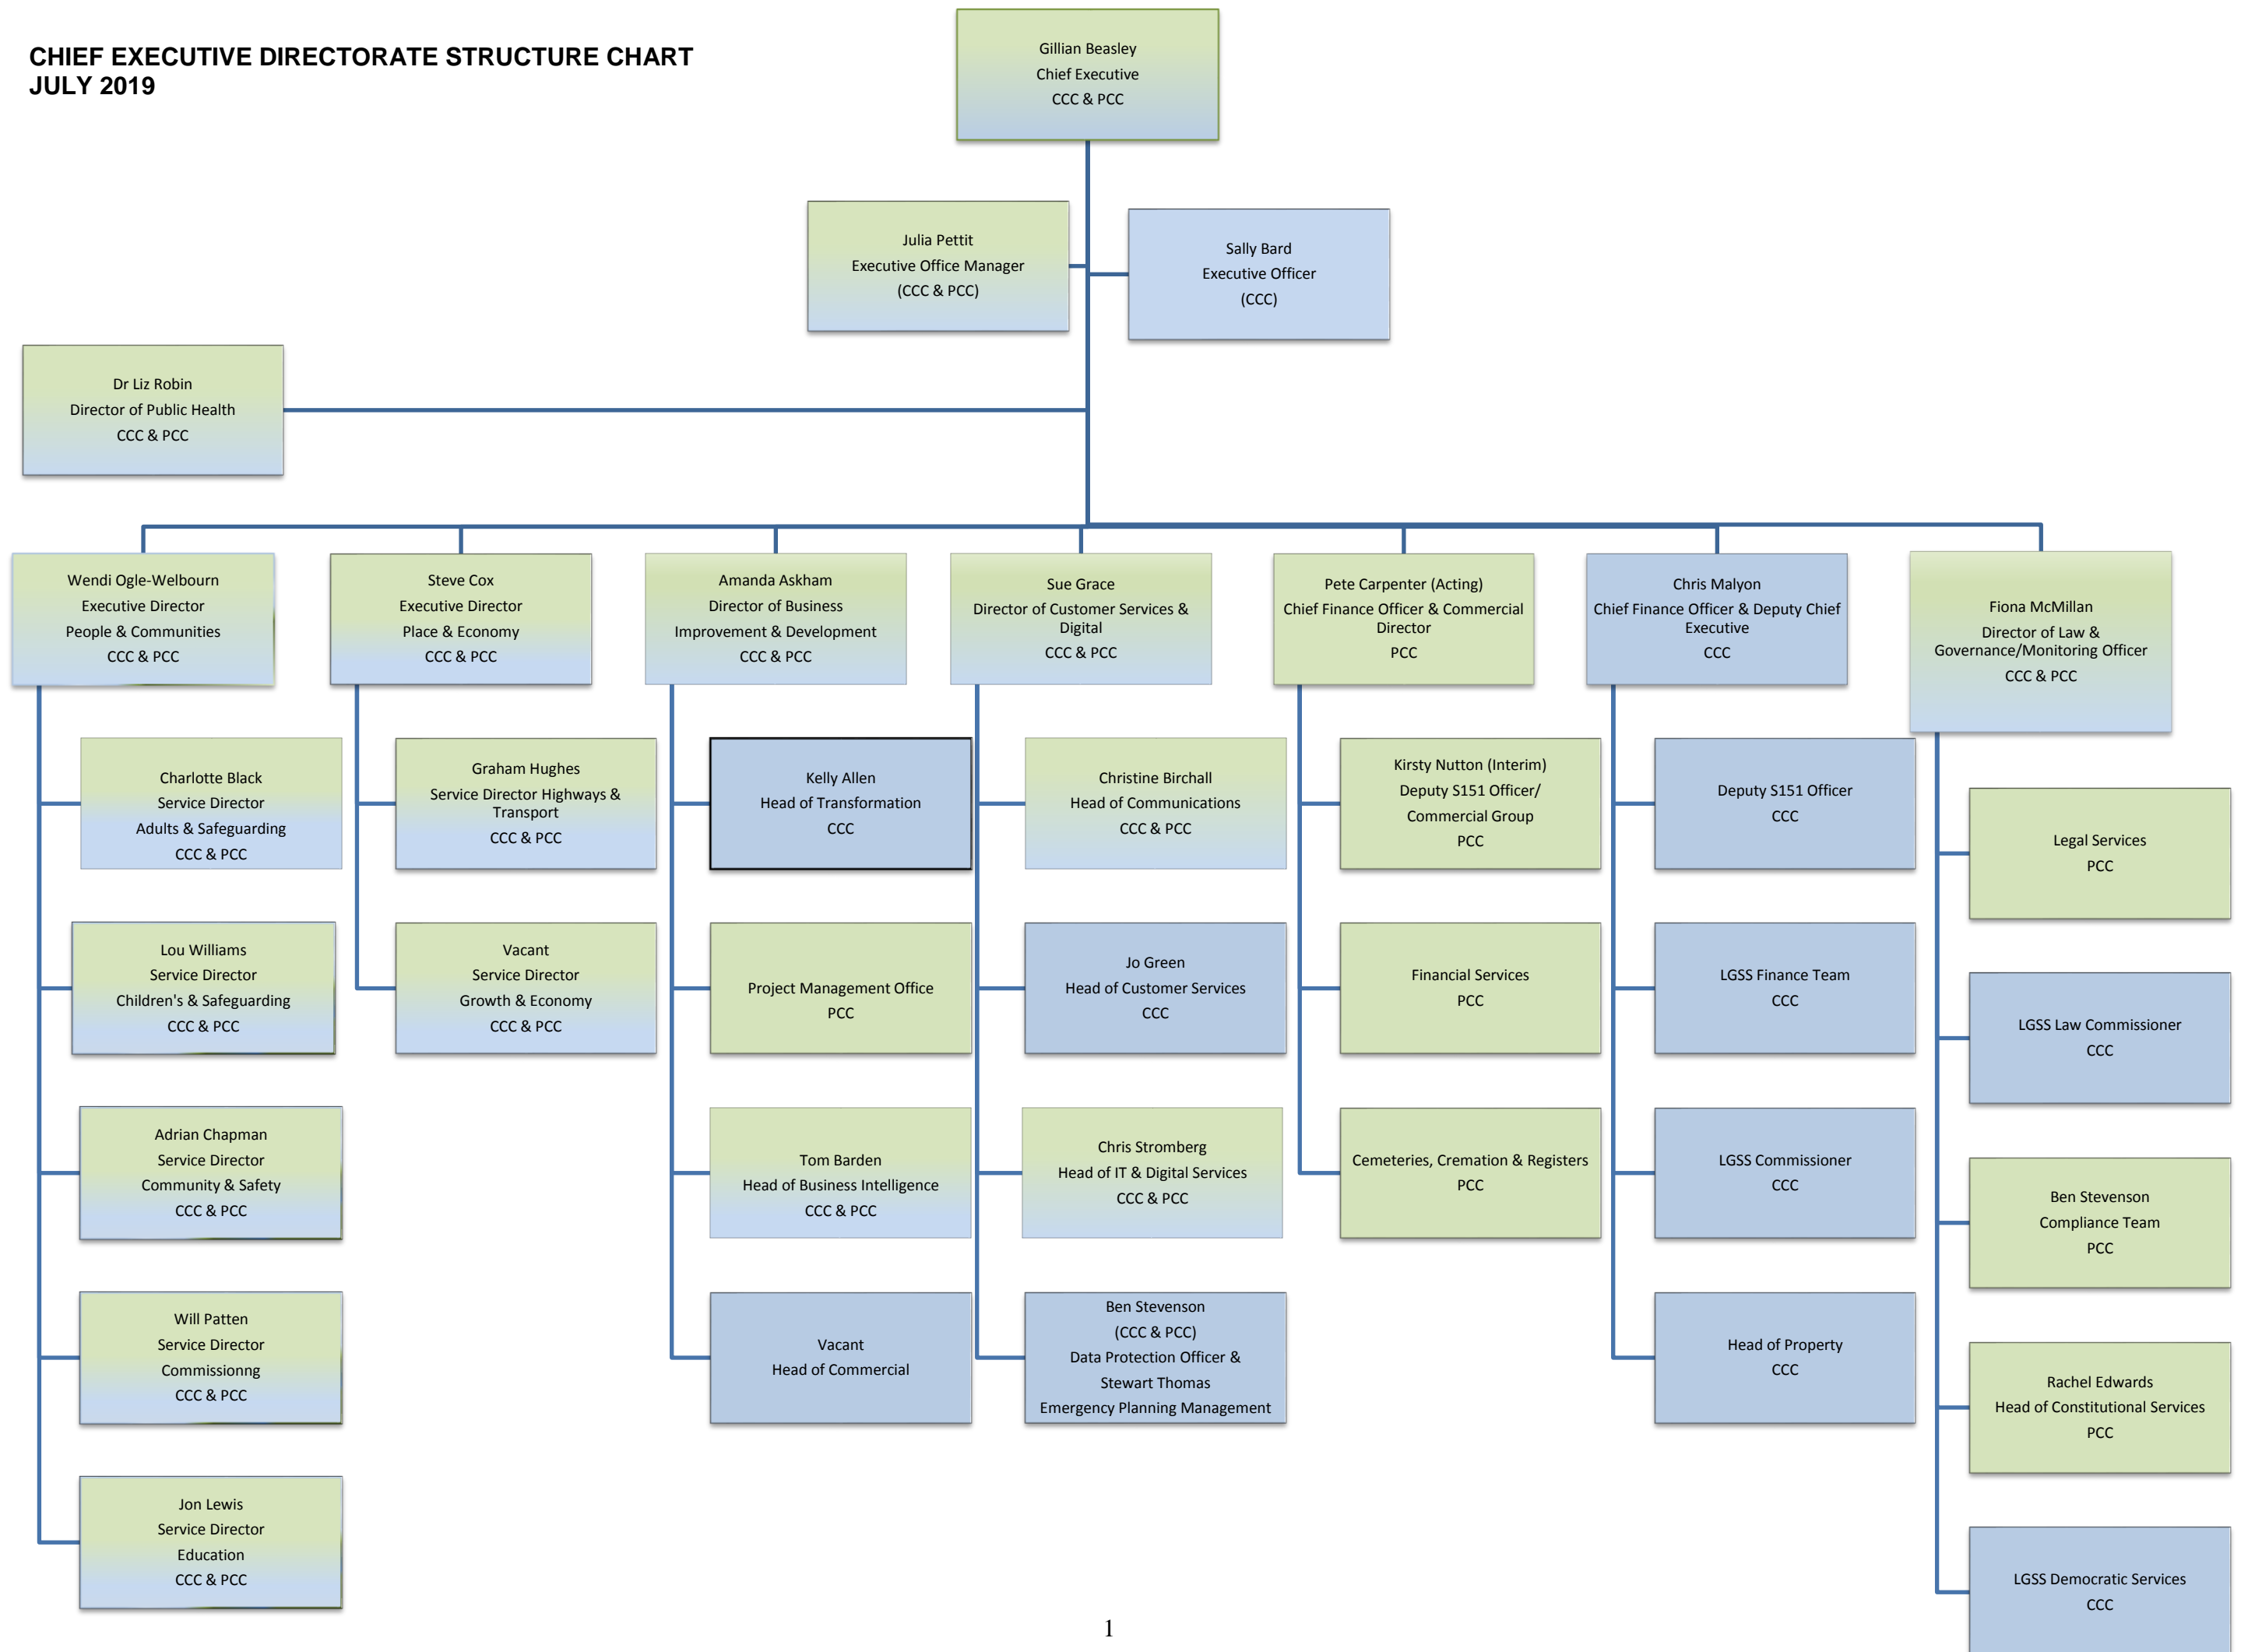 CHIEF EXECUTIVE DIRECTORATE STRUCTURE CHART
JULY 2019
Gillian Beasley
Chief Executive
CCC & PCC
Julia Pettit
Executive Office Manager
(CCC & PCC)
Sally Bard
Executive Officer
(CCC)
Dr Liz Robin
Director of Public Health
CCC & PCC
Wendi Ogle-Welbourn
Executive Director
People & Communities
CCC & PCC
Charlotte Black
Service Director
Adults & Safeguarding
CCC & PCC
Lou Williams
Service Director
Children's & Safeguarding
CCC & PCC
Adrian Chapman
Service Director
Community & Safety
CCC & PCC
Will Patten
Service Director
Commissionng
CCC & PCC
Jon Lewis
Service Director
Education
CCC & PCC
Steve Cox
Executive Director
Place & Economy
CCC & PCC
Graham Hughes
Service Director Highways &
Transport
CCC & PCC
Vacant
Service Director
Growth & Economy
CCC & PCC
Amanda Askham
Director of Business
Improvement & Development
CCC & PCC
Kelly Allen
Head of Transformation
CCC
Project Management Office
PCC
Tom Barden
Head of Business Intelligence
CCC & PCC
Vacant
Head of Commercial
Sue Grace
Director of Customer Services &
Digital
CCC & PCC
Christine Birchall
Head of Communications
CCC & PCC
Jo Green
Head of Customer Services
CCC
Chris Stromberg
Head of IT & Digital Services
CCC & PCC
Ben Stevenson
(CCC & PCC)
Data Protection Officer &
Stewart Thomas
Emergency Planning Management
Pete Carpenter (Acting)
Chief Finance Officer & Commercial
Director
PCC
Kirsty Nutton (Interim)
Deputy S151 Officer/
Commercial Group
PCC
Financial Services
PCC
Cemeteries, Cremation & Registers
PCC
Chris Malyon
Chief Finance Officer & Deputy Chief
Executive
CCC
Deputy S151 Officer
CCC
LGSS Finance Team
CCC
LGSS Commissioner
CCC
Head of Property
CCC
Fiona McMillan
Director of Law &
Governance/Monitoring Officer
CCC & PCC
Legal Services
PCC
LGSS Law Commissioner
CCC
Ben Stevenson
Compliance Team
PCC
Rachel Edwards
Head of Constitutional Services
PCC
LGSS Democratic Services
CCC
1